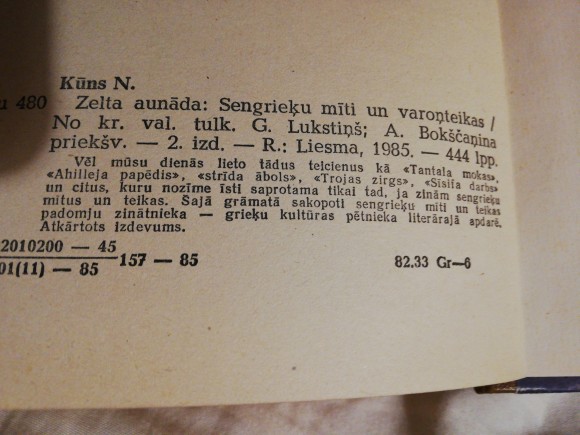 Kūns N.
u 480 Zelta aunāda: Sengrieķu mīti un varoņteikas /
No kr. val. tulk. G. Lukstiņš; A. Bokščaņina
priekšv. — 2. izd. — R.: Liesma, 1985. — 444 lpp.
Vēl mūsu dienās lieto tādus teicienus kā «Tantala mokas»,
«Ahilleja papēdis», «strīda ābols», «Trojas zirgs», «Sīsifa darbs»
un citus, kuru nozīme īsti saprotama tikai tad, ja zinām sengrieķu
mītus un teikas. Šajā grāmatā sakopoti sengrieķu mīti un teikas
padomju zinātnieka — grieķu kultūras pētnieka literārajā apdarē.
Atkārtots izdevums.
2010200 — 45
01(11) — 85 157 — 85 82.33 Gr—6